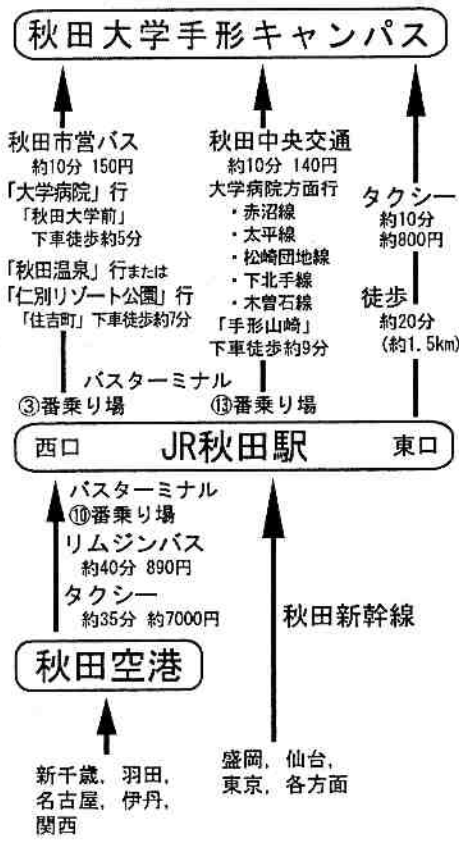 秋田大学手形キャンパス
秋田市営バス
約10分 150円
「大学病院」行
「秋田大学前」
下車徒歩約5分
「秋田温泉」行または
「仁別リゾート公園」行
「住吉町」下車徒歩約7分
秋田中央交通
約10分 140円
大学病院方面行
・赤沼線
・太平線
・松崎団地線
・下北手線
・木曽石線
「手形山崎」
下車徒歩約9分
タクシー
約10分
約800円
徒歩
約20分
(約1.5km)
バスターミナル
③番乗り場
⑬番乗り場
西口
JR秋田駅
東口
バスターミナル
⑩番乗り場
リムジンバス
約40分 890円
タクシー
約35分 約7000円
秋田新幹線
秋田空港
新千歳, 羽田,
名古屋, 伊丹,
関西
盛岡, 仙台,
東京, 各方面